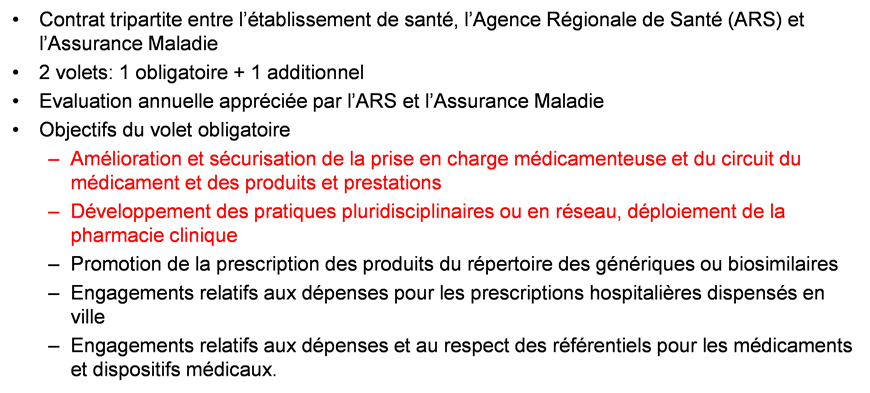 • Contrat tripartite entre l’établissement de santé, l’Agence Régionale de Santé (ARS) et
l’Assurance Maladie
• 2 volets: 1 obligatoire + 1 additionnel
• Evaluation annuelle appréciée par l’ARS et l’Assurance Maladie
• Objectifs du volet obligatoire
– Amélioration et sécurisation de la prise en charge médicamenteuse et du circuit du
médicament et des produits et prestations
– Développement des pratiques pluridisciplinaires ou en réseau, déploiement de la
pharmacie clinique
– Promotion de la prescription des produits du répertoire des génériques ou biosimilaires
– Engagements relatifs aux dépenses pour les prescriptions hospitalières dispensés en
ville
– Engagements relatifs aux dépenses et au respect des référentiels pour les médicaments
et dispositifs médicaux.